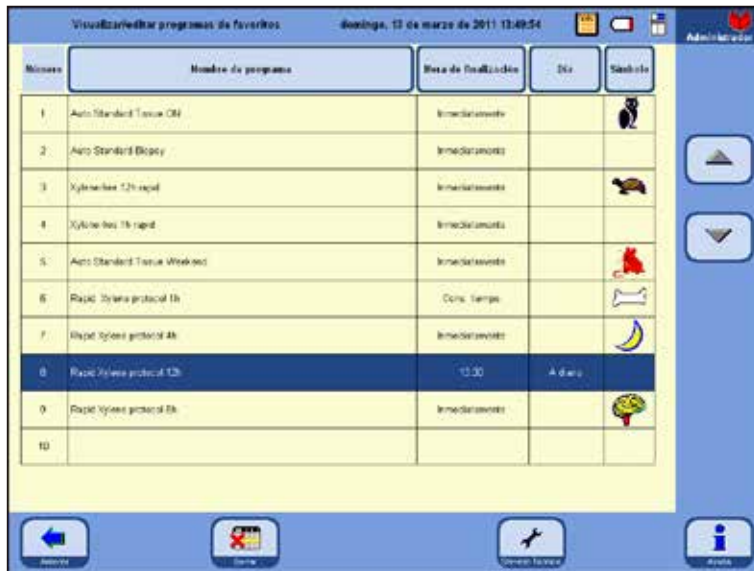 Visualizar/editar programas de favoritos domingo, 13 de marzo de 2011 13:49:54
Administrador
Número Nombre de programa Hora de finalización Día Símbolo
1 Auto Standard Tissue ON Inmediatamente
2 Auto Standard Biopsy Inmediatamente
3 Xylene-free 12h rapid Inmediatamente
4 Xylene-free 1h rapid Inmediatamente
5 Auto Standard Tissue Weekend Inmediatamente
6 Rapid Xylene protocol 1h Cons. tiempo
7 Rapid Xylene protocol 4h Inmediatamente
8 Rapid Xylene protocol 12h A diario
9 Rapid Xylene protocol 8h Inmediatamente
10
Anterior Borrar Ayuda